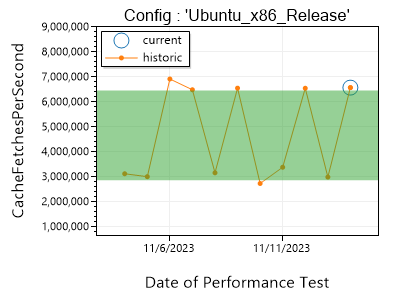 Config : 'Ubuntu_x86_Release'
CacheFetchesPerSecond
9,000,000
8,000,000
7,000,000
6,000,000
5,000,000
4,000,000
3,000,000
2,000,000
1,000,000
current
historic
11/6/2023
11/11/2023
Date of Performance Test